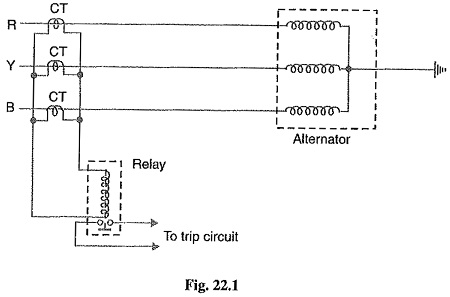 CT
R
CT
Y
CT
B
Alternator
Relay
To trip circuit
Fig. 22.1